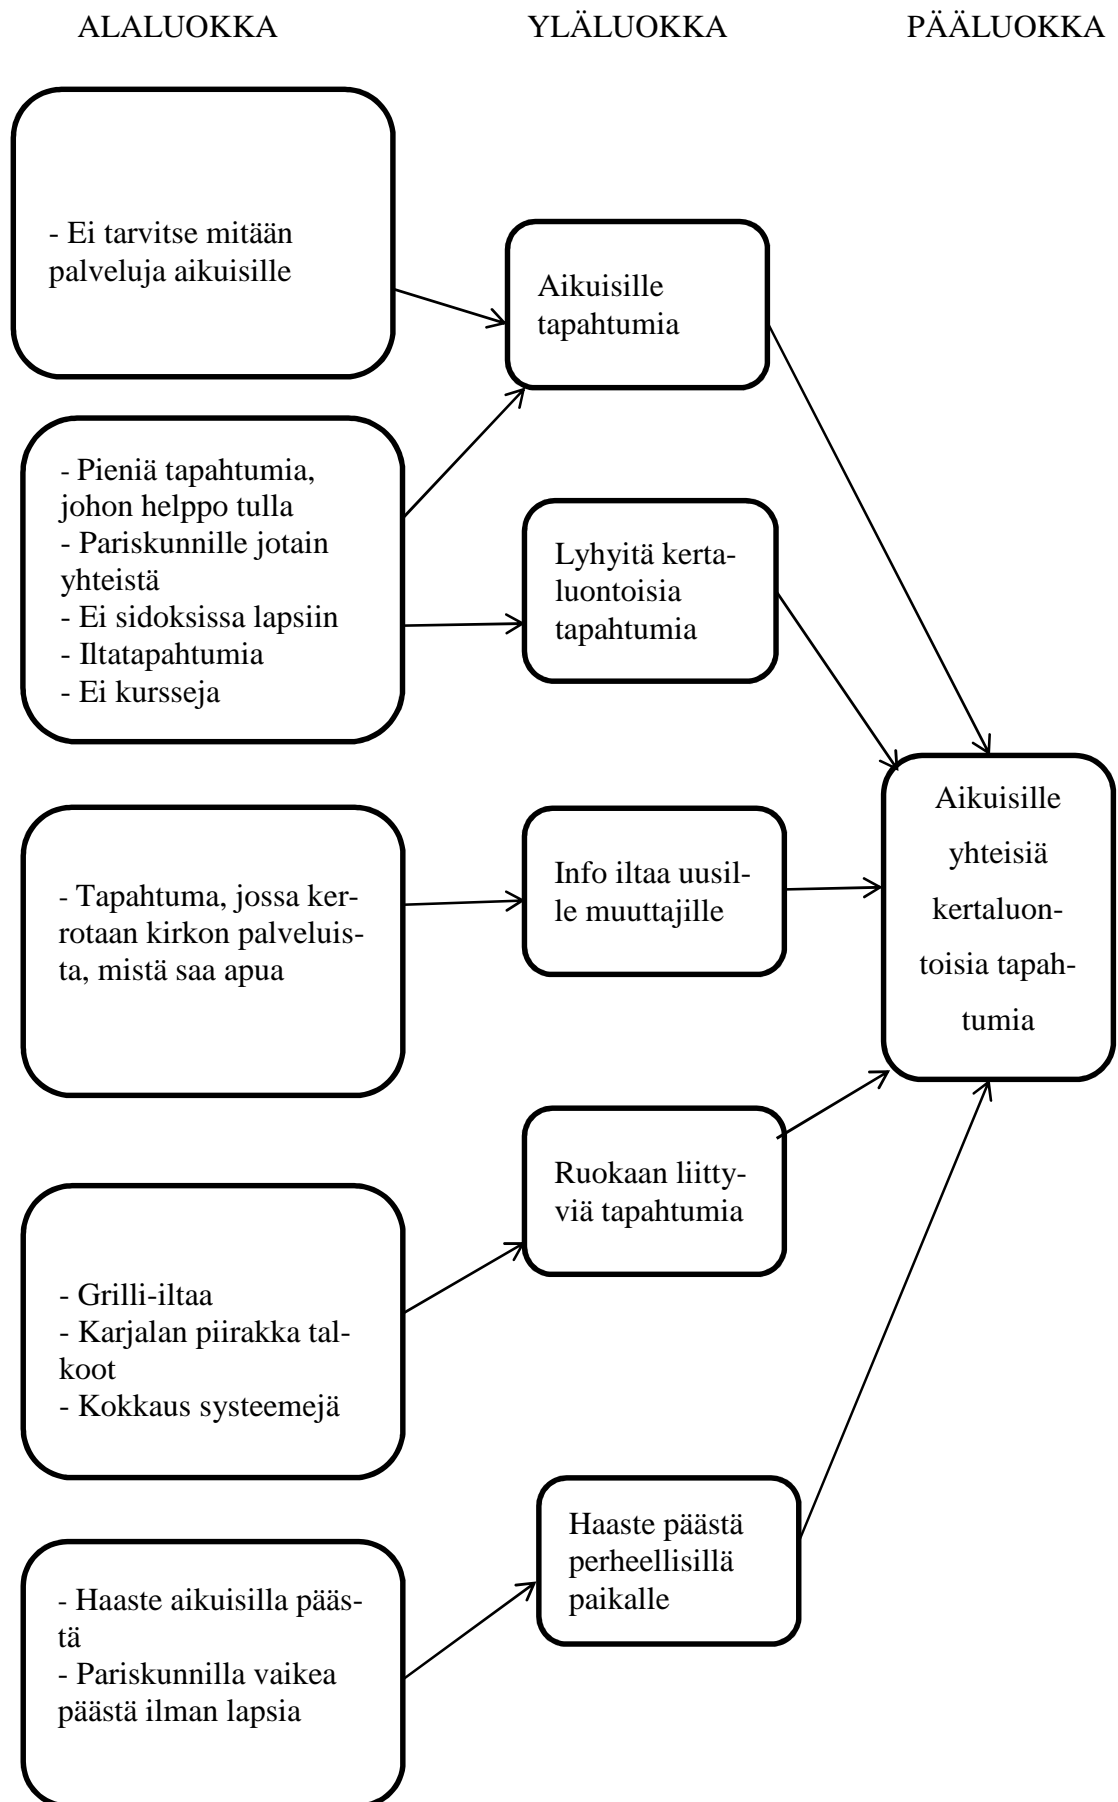 ALALUOKKA
YLÄLUOKKA
PÄÄLUOKKA
- Ei tarvitse mitään
palveluja aikuisille
Aikuisille
tapahtumia
- Pieniä tapahtumia,
johon helppo tulla
- Pariskunnille jotain
yhteistä
- Ei sidoksissa lapsiin
- Iltatapahtumia
- Ei kursseja
Lyhyitä kerta-
luontoisia
tapahtumia
Aikuisille
yhteisiä
kertaluon-
toisia tapah-
tumia
- Tapahtuma, jossa ker-
rotaan kirkon palveluis-
ta, mistä saa apua
Info iltaa uusil-
le muuttajille
Ruokaan liitty-
viä tapahtumia
- Grilli-iltaa
- Karjalan piirakka tal-
koot
- Kokkaus systeemejä
Haaste päästä
perheellisillä
paikalle
- Haaste aikuisilla pääs-
tä
- Pariskunnilla vaikea
päästä ilman lapsia